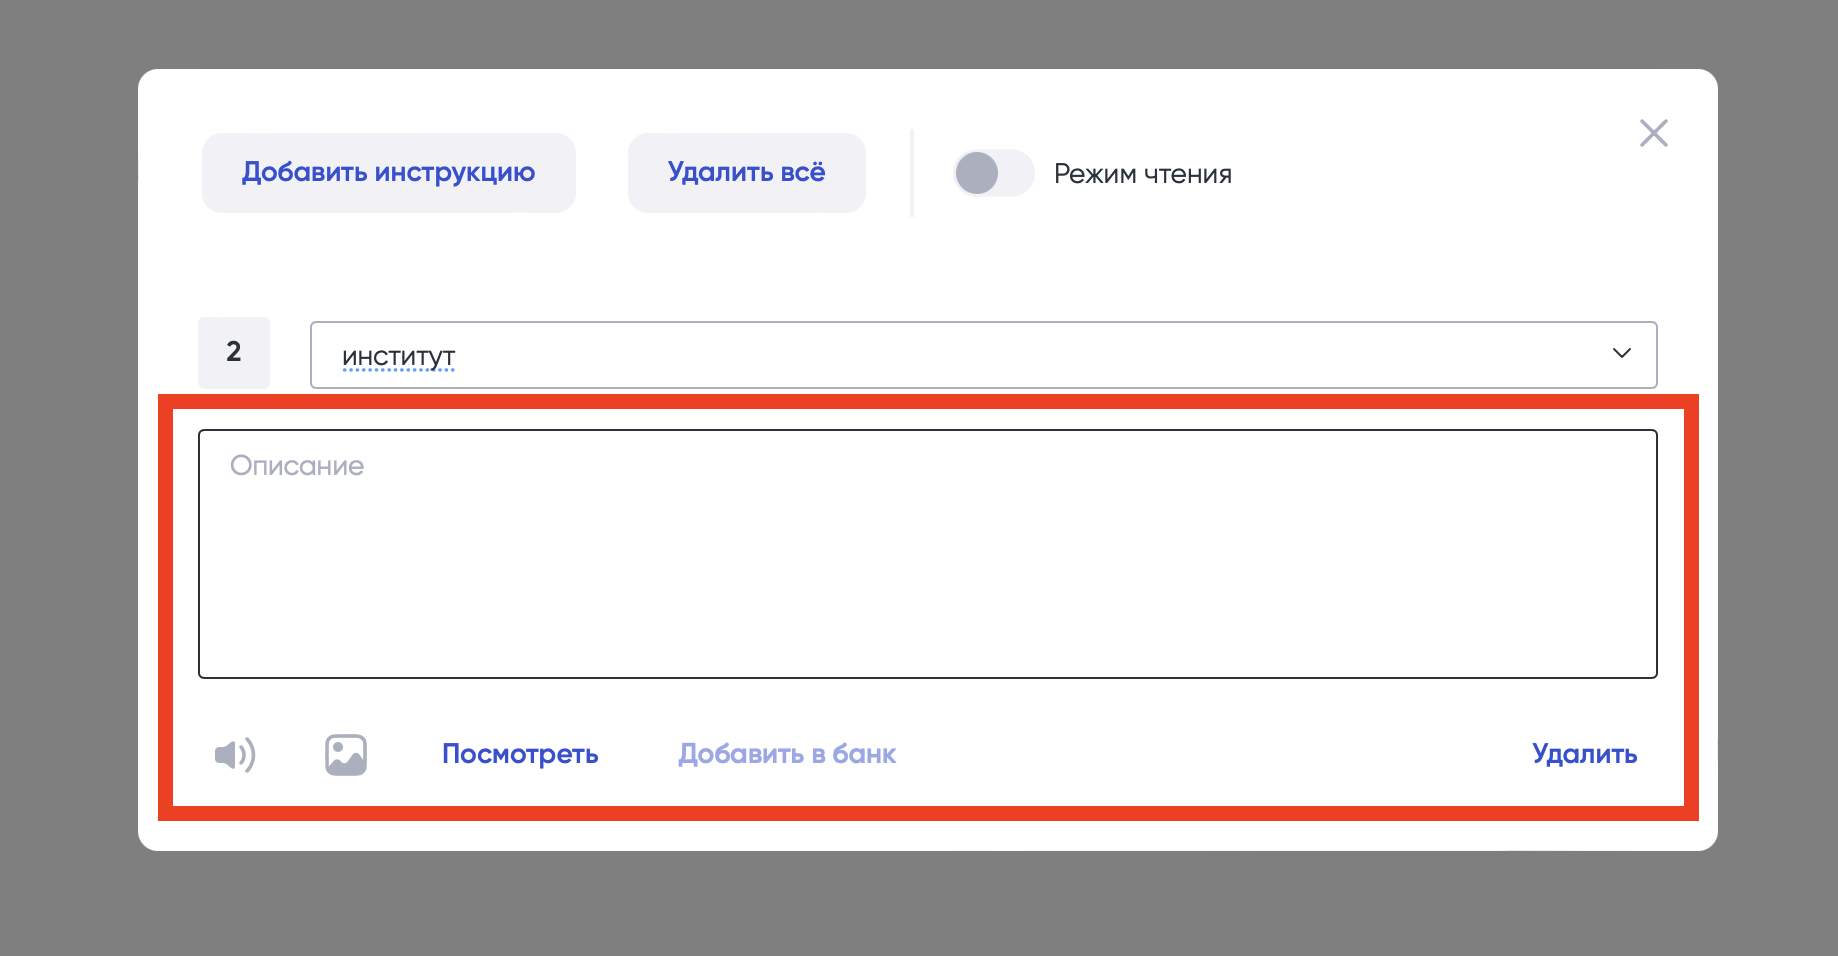 Добавить инструкцию Удалить всё Режим чтения
2 институт
Описание
Посмотреть Добавить в банк Удалить